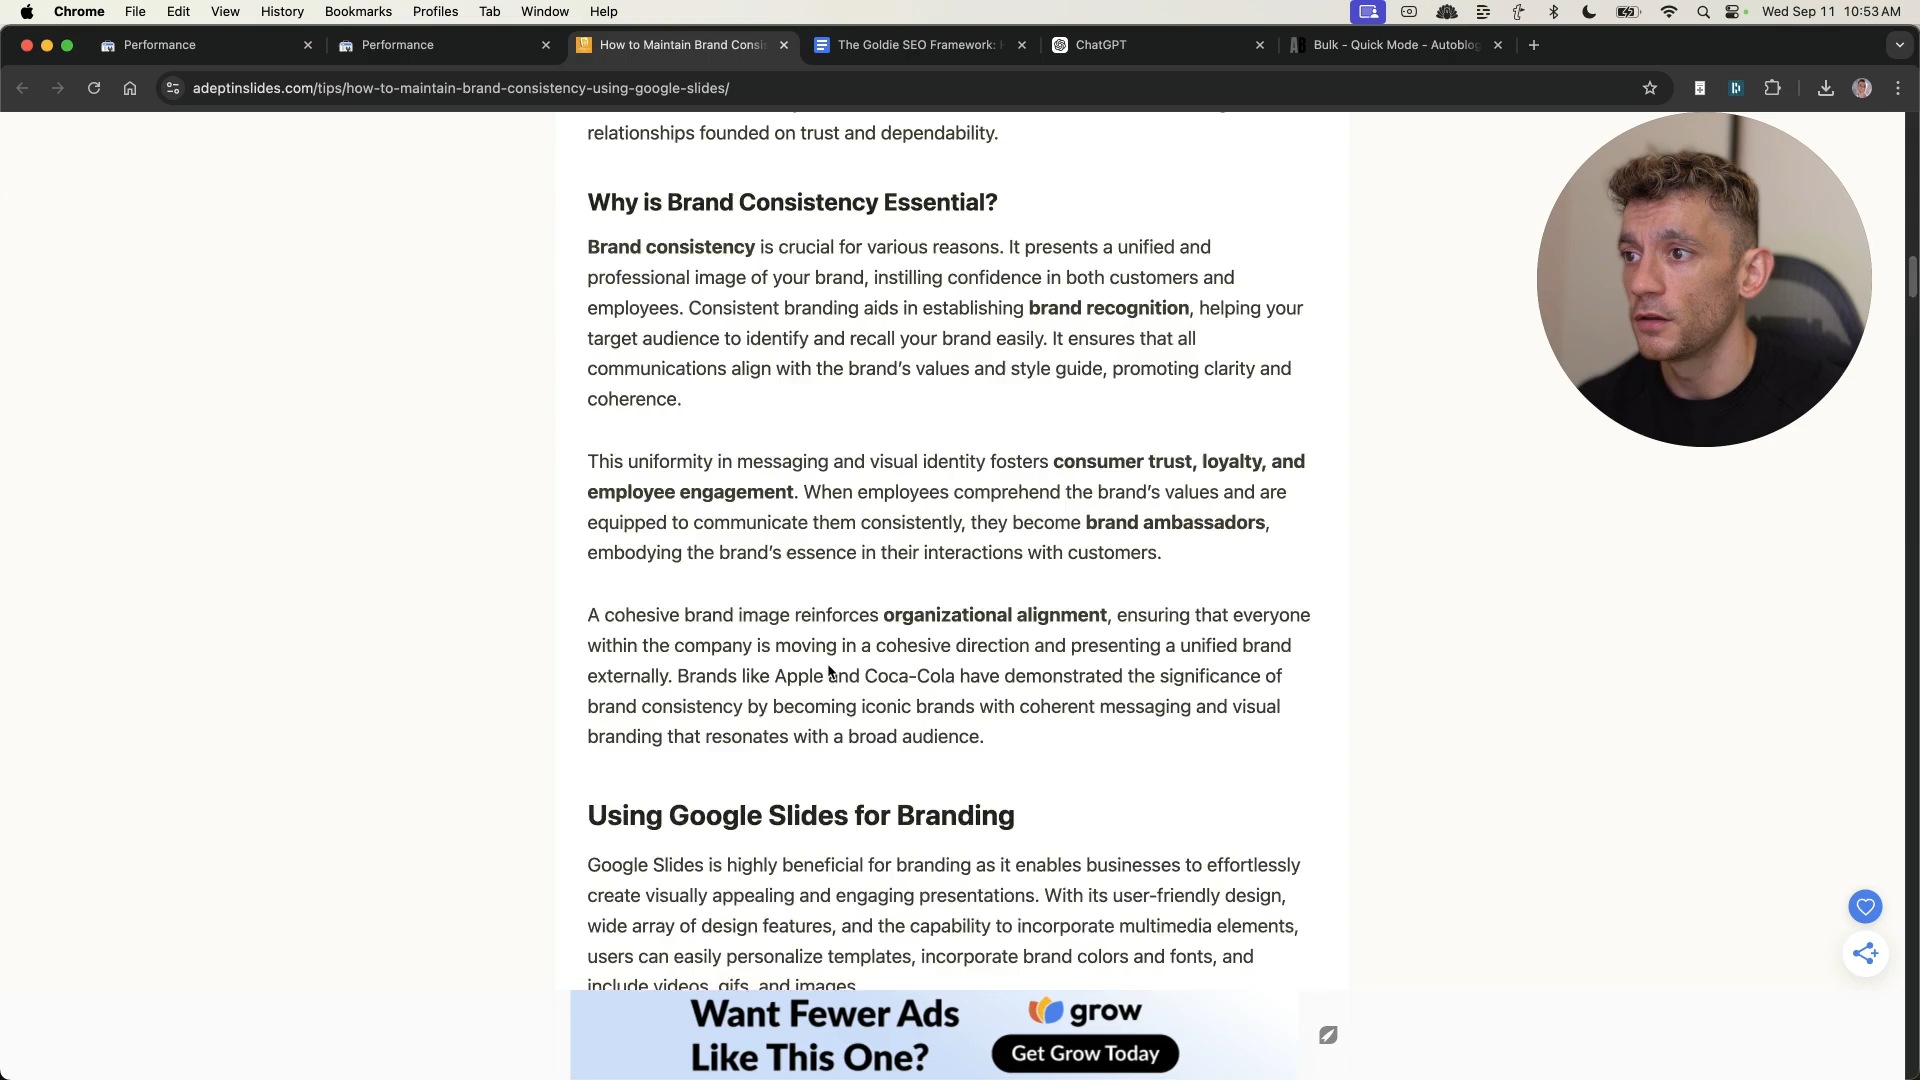 Chrome File Edit View History Bookmarks Profiles Tab Window Help Wed Sep 11 10:53 AM
Performance Performance How to Maintain Brand Consis The Goldie SEO Framework: ChatGPT Bulk - Quick Mode - Autoblog
adeptinslides.com/tips/how-to-maintain-brand-consistency-using-google-slides/
relationships founded on trust and dependability.
Why is Brand Consistency Essential?
Brand consistency is crucial for various reasons. It presents a unified and
professional image of your brand, instilling confidence in both customers and
employees. Consistent branding aids in establishing brand recognition, helping your
target audience to identify and recall your brand easily. It ensures that all
communications align with the brand’s values and style guide, promoting clarity and
coherence.
This uniformity in messaging and visual identity fosters consumer trust, loyalty, and
employee engagement. When employees comprehend the brand’s values and are
equipped to communicate them consistently, they become brand ambassadors,
embodying the brand’s essence in their interactions with customers.
A cohesive brand image reinforces organizational alignment, ensuring that everyone
within the company is moving in a cohesive direction and presenting a unified brand
externally. Brands like Apple and Coca-Cola have demonstrated the significance of
brand consistency by becoming iconic brands with coherent messaging and visual
branding that resonates with a broad audience.
Using Google Slides for Branding
Google Slides is highly beneficial for branding as it enables businesses to effortlessly
create visually appealing and engaging presentations. With its user-friendly design,
wide array of design features, and the capability to incorporate multimedia elements,
users can easily personalize templates, incorporate brand colors and fonts, and
include videos, gifs, and images.
Want Fewer Ads
Like This One?
grow
Get Grow Today